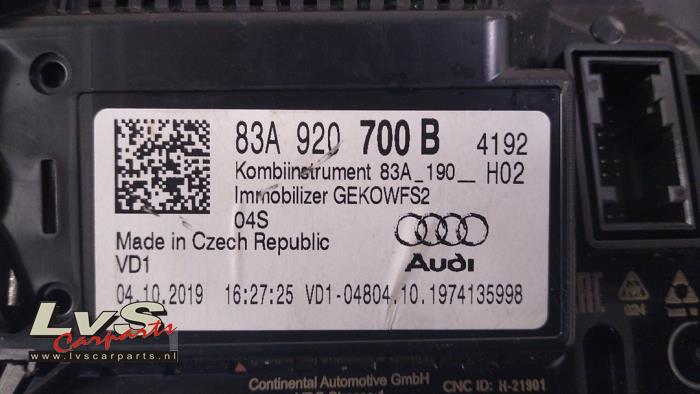 83A 920 700 B 4192
Kombiinstrument 83A_190__ H02
Immobilizer GEKOWFS2
04S
Made in Czech Republic
VD1
Audi
04.10.2019 16:27:25 VD1-04804.10.1974135998
LvS
Carparts
www.lvscarparts.nl
Continental Automotive GmbH
CNC ID: H-21901